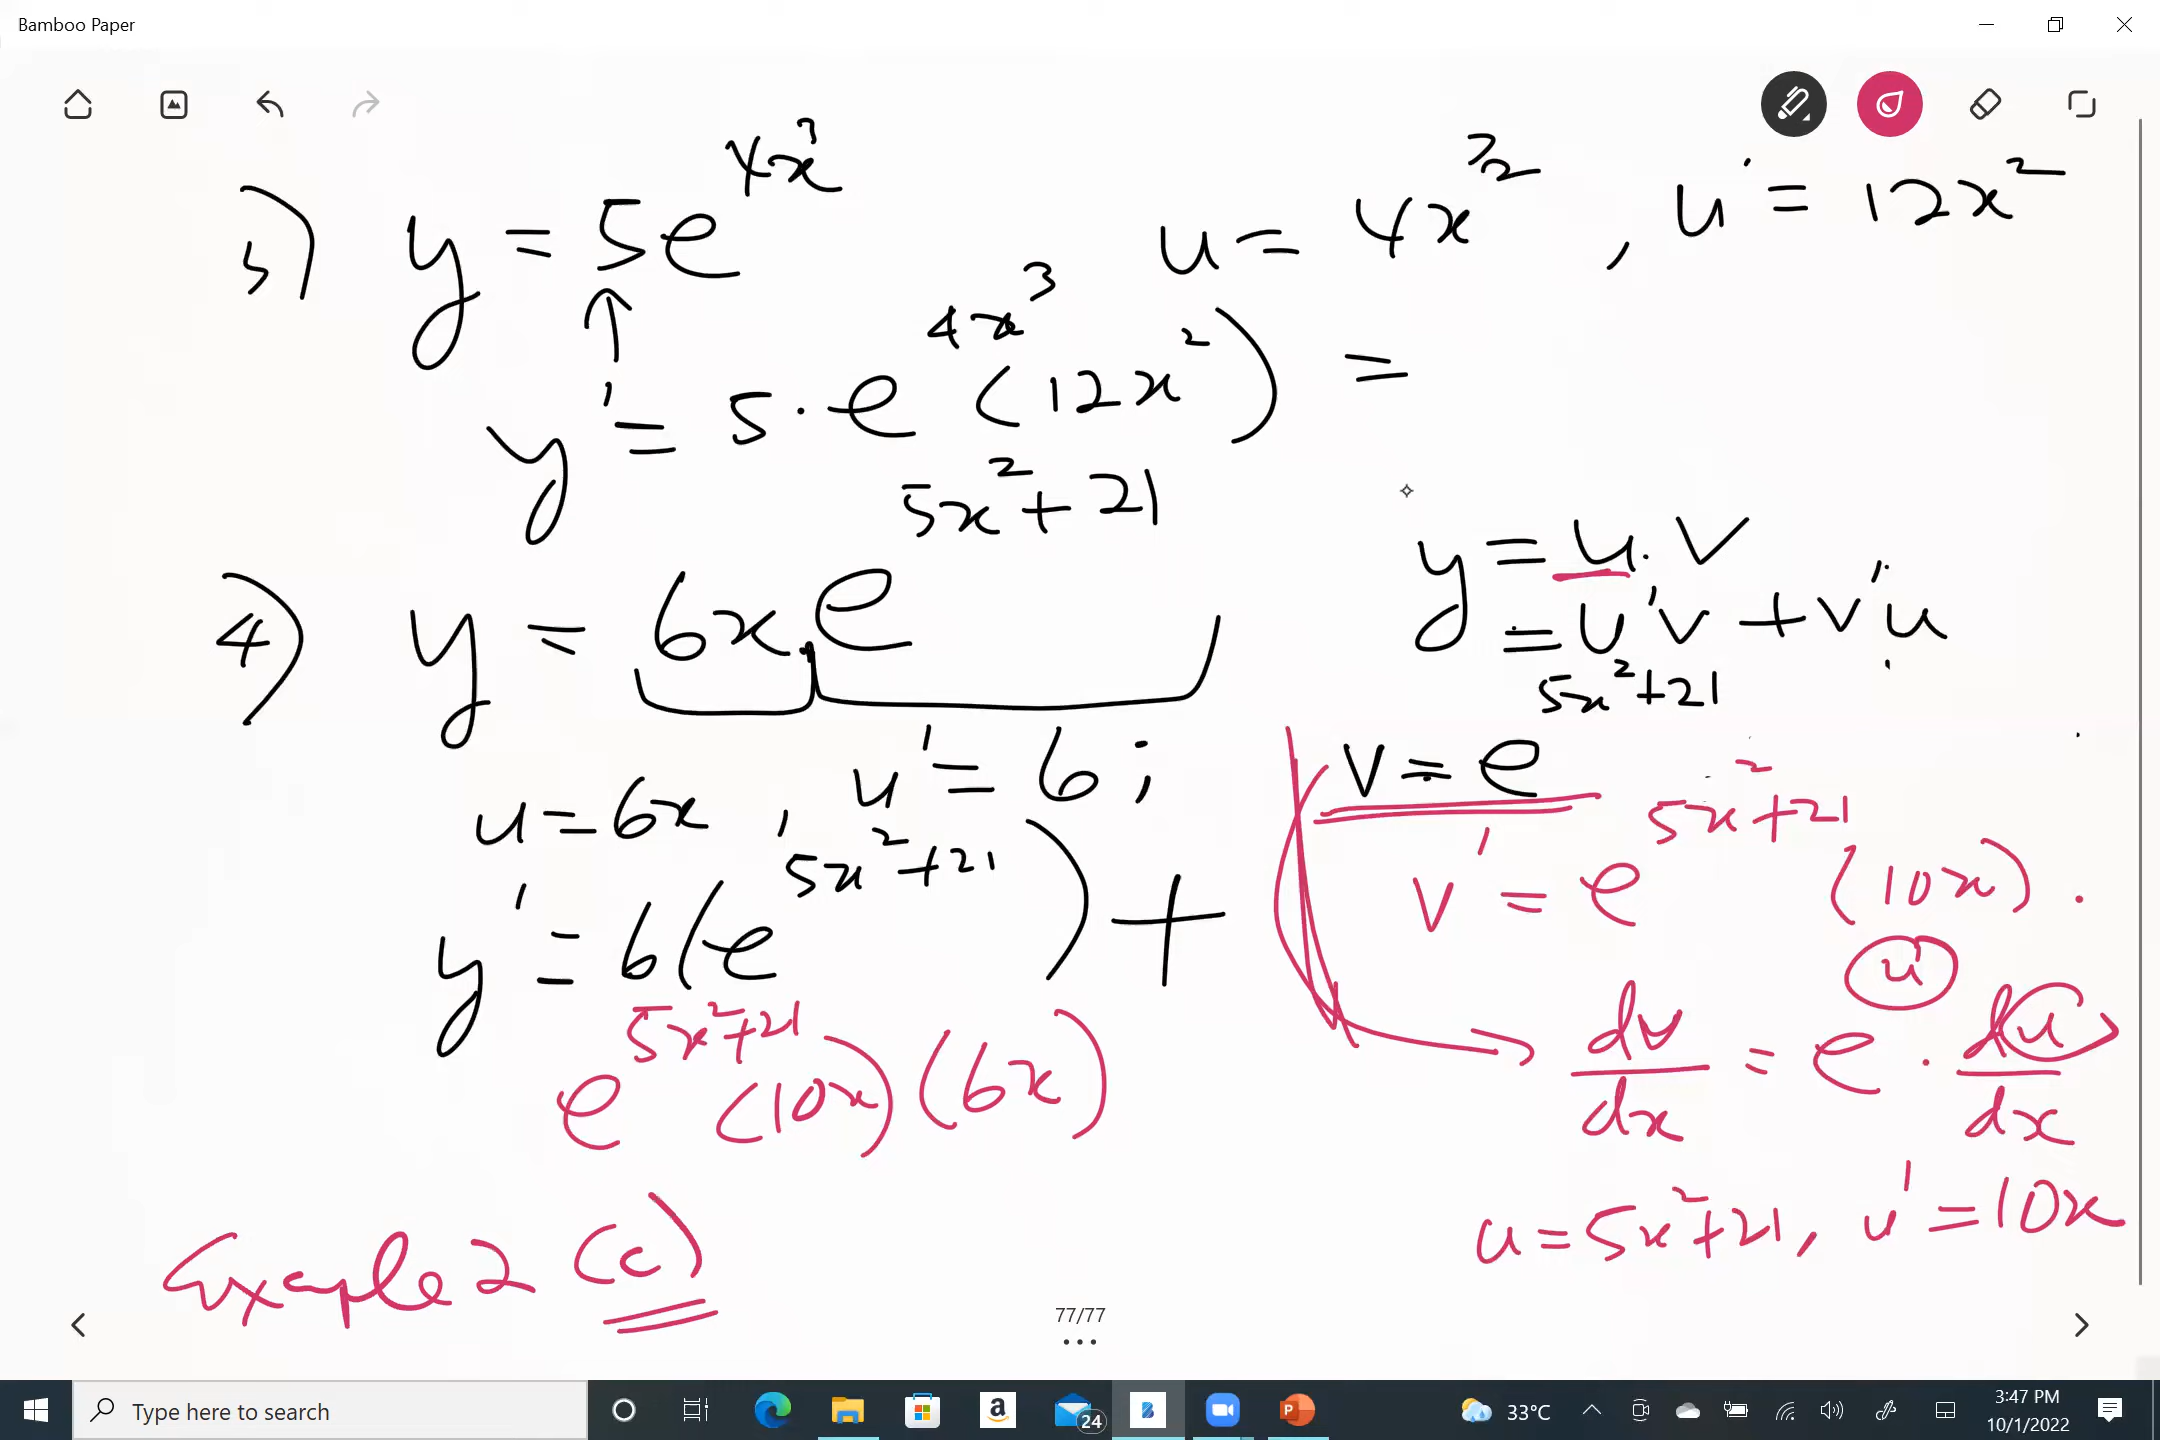 Bamboo Paper
3) y = 5e^{4x^3} u = 4x^{3}, u' = 12x^2
y' = 5 · e^{4x^3} (12x^2) =
4) y = 6x . e^{5x^2+21}
y = u . v
= u'v + v'u
u = 6x , u' = 6 ; v = e^{5x^2+21}
v' = e^{5x^2+21} (10x) .
y' = 6(e^{5x^2+21}) +
e^{5x^2+21} (10x)(6x)
dv/dx = e^u . du/dx
u = 5x^2+21, u' = 10x
Example 2 (c)
77/77
Type here to search
24
33°C
3:47 PM
10/1/2022